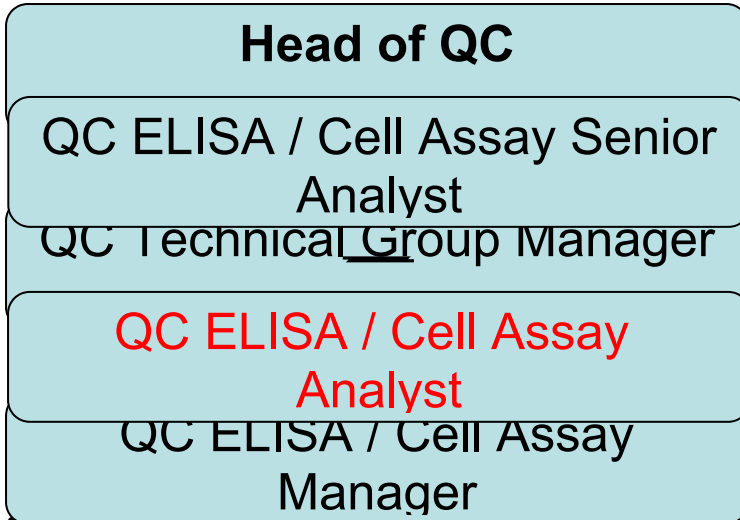 Head of QC
QC ELISA / Cell Assay Senior
Analyst
QC Technical Group Manager
QC ELISA / Cell Assay
Analyst
QC ELISA / Cell Assay
Manager